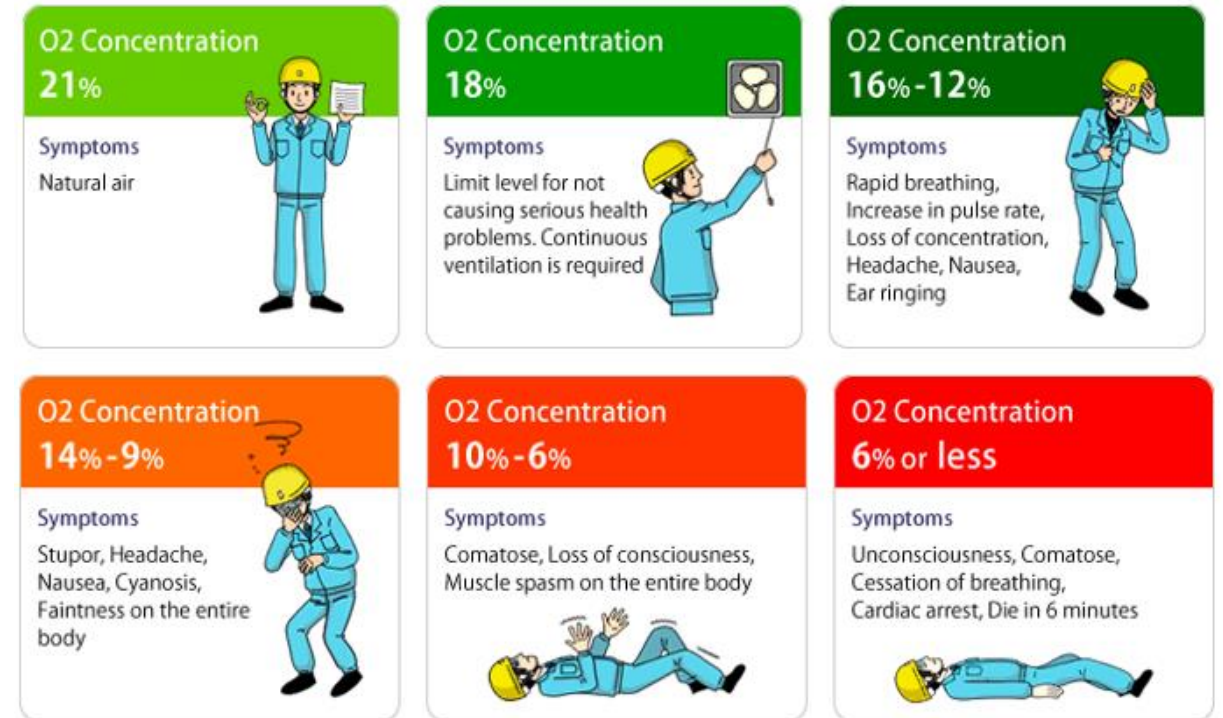 O2 Concentration
21%
Symptoms
Natural air
O2 Concentration
18%
Symptoms
Limit level for not
causing serious health
problems. Continuous
ventilation is required
O2 Concentration
16%-12%
Symptoms
Rapid breathing,
Increase in pulse rate,
Loss of concentration,
Headache, Nausea,
Ear ringing
O2 Concentration
14%-9%
Symptoms
Stupor, Headache,
Nausea, Cyanosis,
Faintness on the entire
body
O2 Concentration
10%-6%
Symptoms
Comatose, Loss of consciousness,
Muscle spasm on the entire body
O2 Concentration
6% or less
Symptoms
Unconsciousness, Comatose,
Cessation of breathing,
Cardiac arrest, Die in 6 minutes